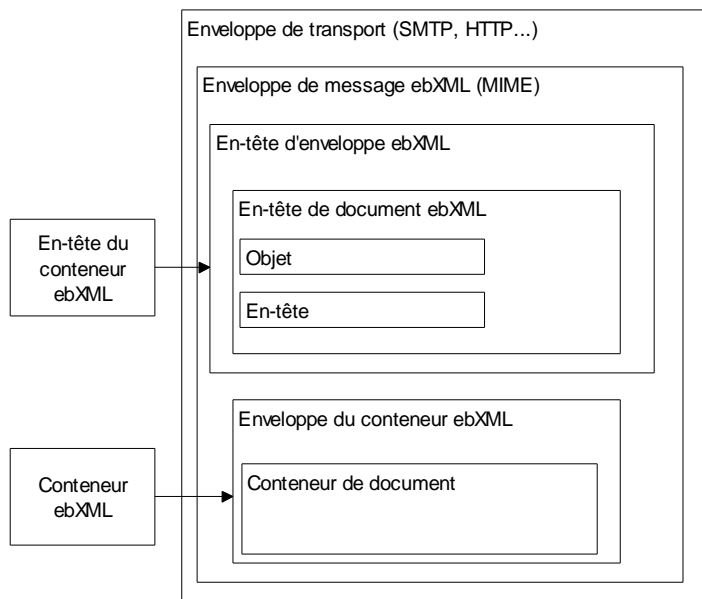 Enveloppe de transport (SMTP, HTTP...)
Enveloppe de message ebXML (MIME)
En-tête d'enveloppe ebXML
En-tête de document ebXML
Objet
En-tête
En-tête du
conteneur
ebXML
Enveloppe du conteneur ebXML
Conteneur de document
Conteneur
ebXML